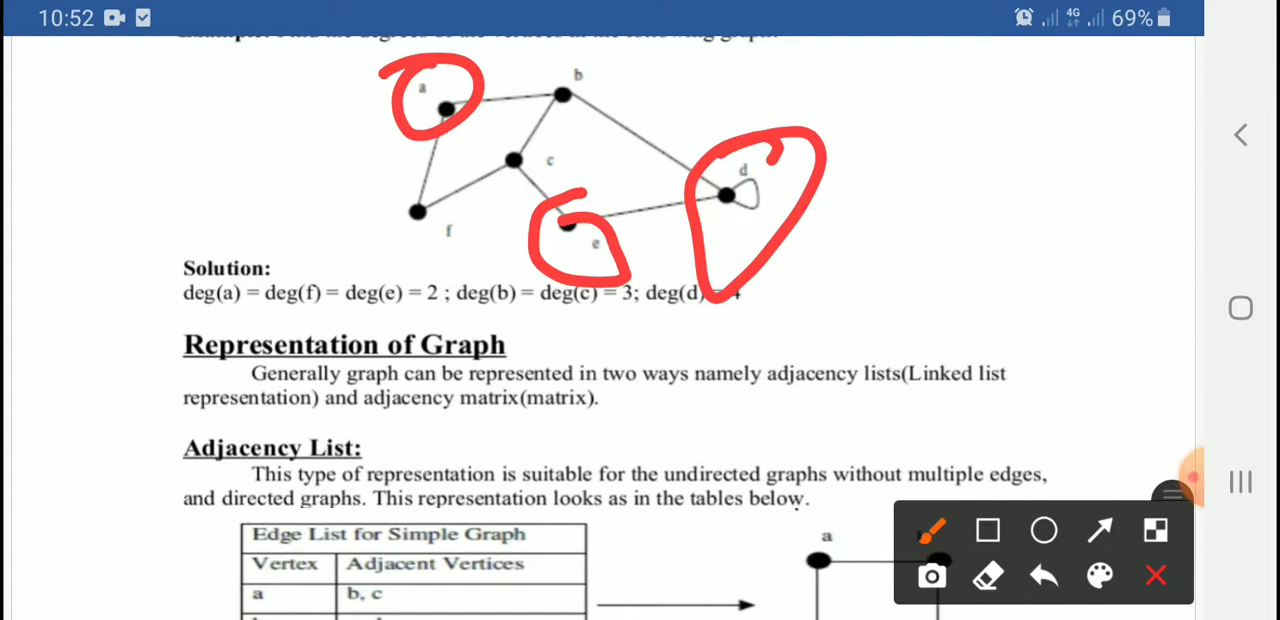 10:52
4G
69%
a
b
c
d
e
f
Solution:
deg(a) = deg(f) = deg(e) = 2 ; deg(b) = deg(c) = 3; deg(d) = 4
Representation of Graph
Generally graph can be represented in two ways namely adjacency lists(Linked list
representation) and adjacency matrix(matrix).
Adjacency List:
This type of representation is suitable for the undirected graphs without multiple edges,
and directed graphs. This representation looks as in the tables below.
Edge List for Simple Graph
Vertex Adjacent Vertices
a b, c
a